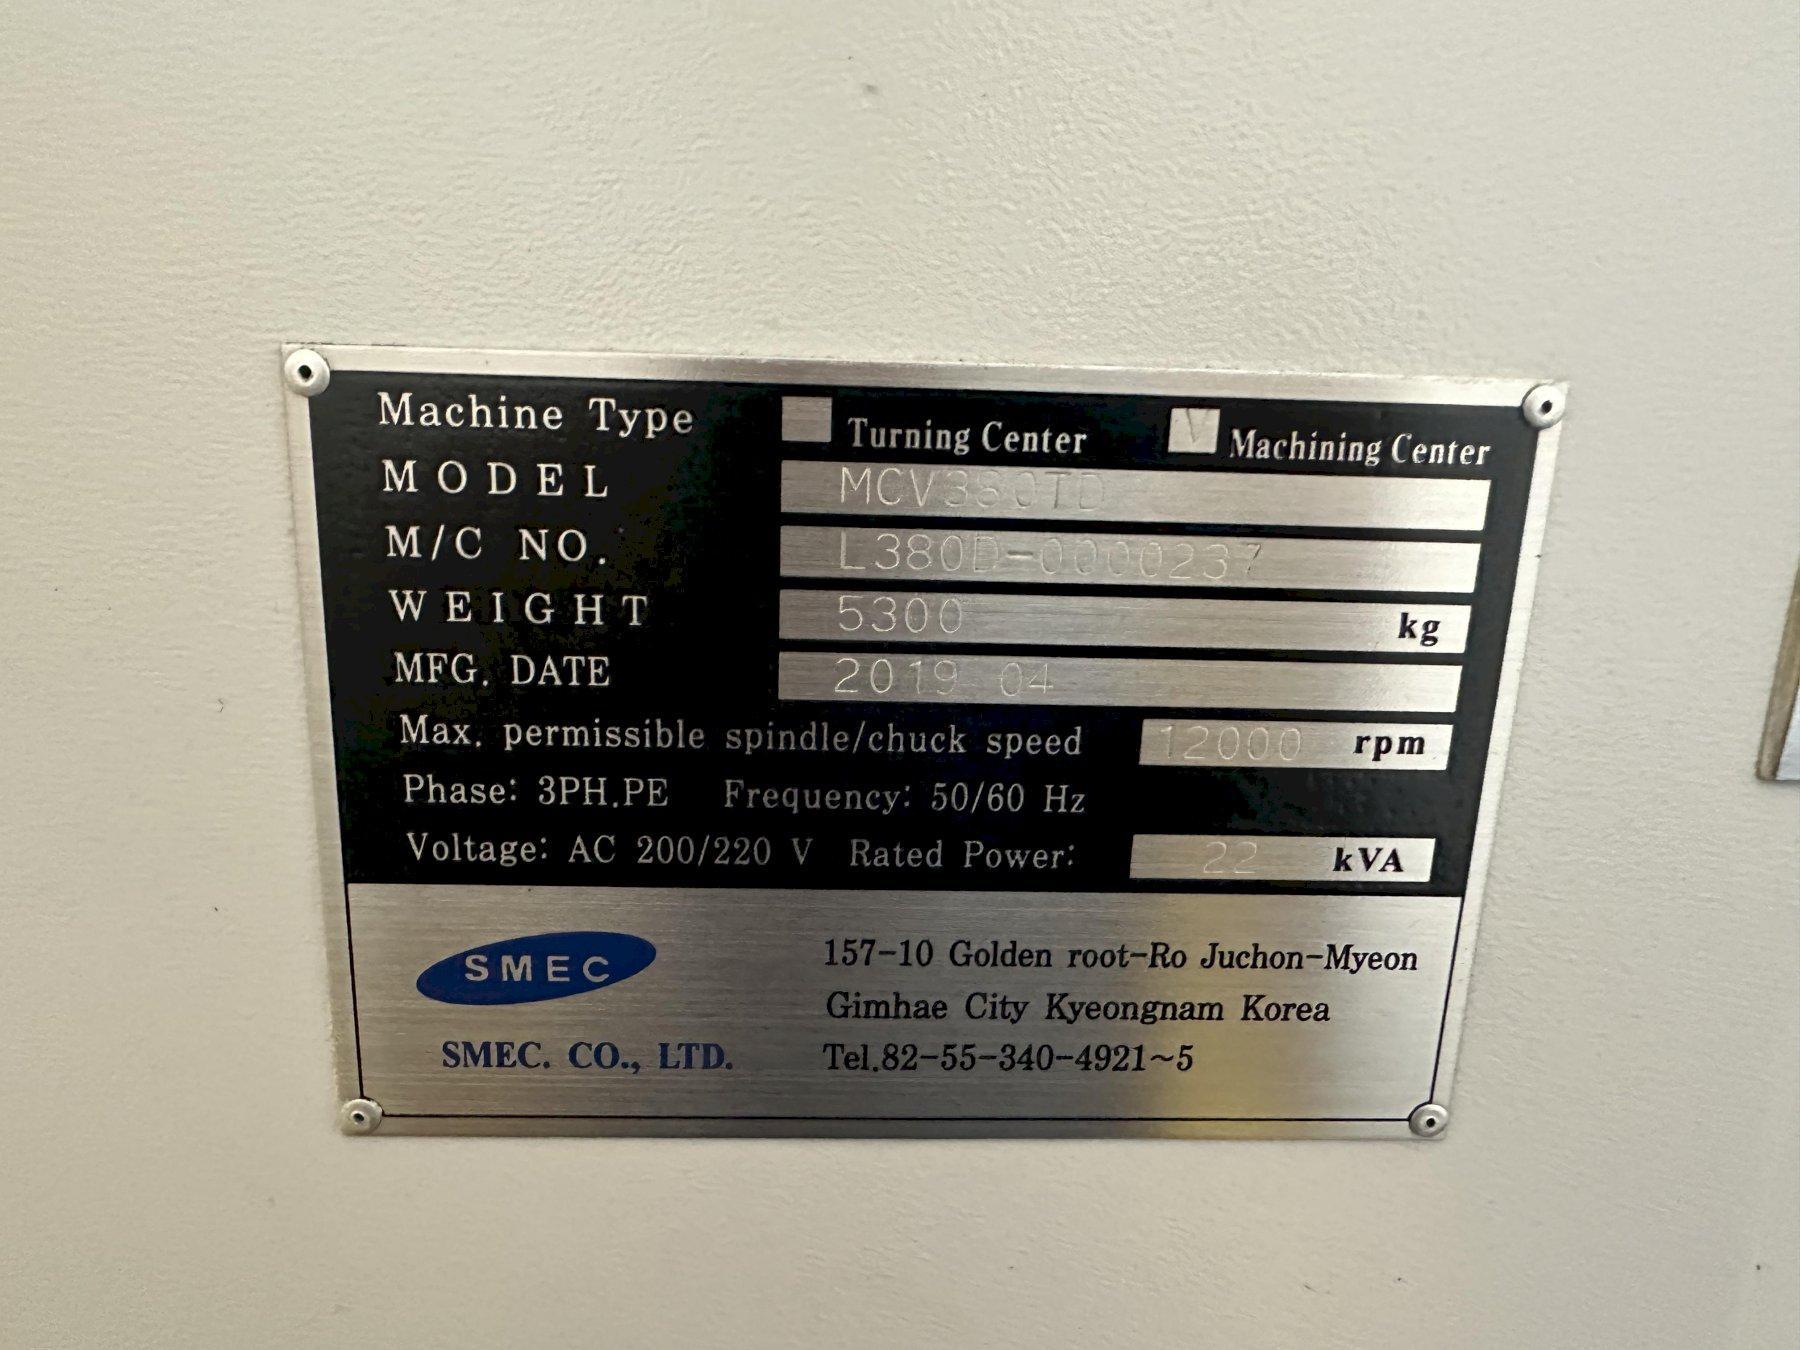 Machine Type Turning Center V Machining Center
MODEL MCV380TD
M/C NO. L380D-0000237
WEIGHT 5300 kg
MFG. DATE 2019 04
Max. permissible spindle/chuck speed 12000 rpm
Phase: 3PH.PE Frequency: 50/60 Hz
Voltage: AC 200/220 V Rated Power: 22 kVA
SMEC
SMEC. CO., LTD.
157-10 Golden root-Ro Juchon-Myeon
Gimhae City Kyeongnam Korea
Tel.82-55-340-4921~5